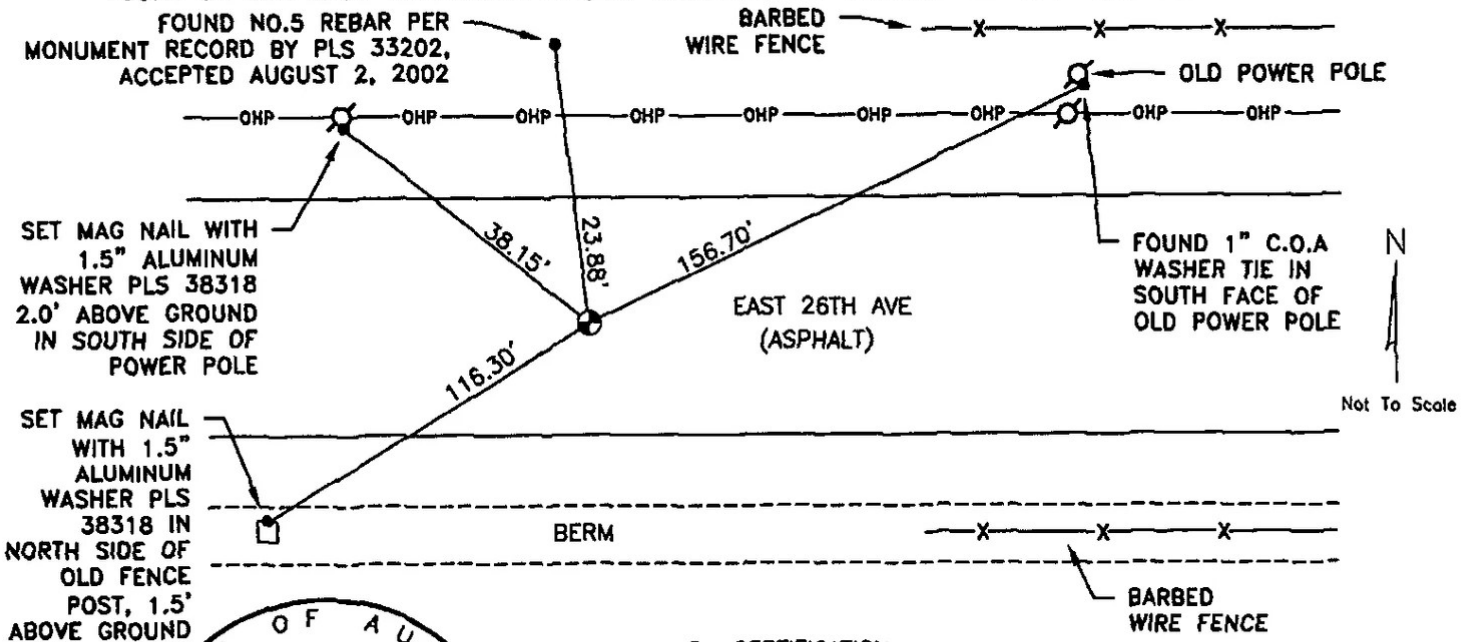 FOUND NO.5 REBAR PER
MONUMENT RECORD BY PLS 33202,
ACCEPTED AUGUST 2, 2002
BARBED
WIRE FENCE
X X X
OLD POWER POLE
OHP OHP OHP OHP OHP OHP OHP OHP OHP
SET MAG NAIL WITH
1.5" ALUMINUM
WASHER PLS 38318
2.0' ABOVE GROUND
IN SOUTH SIDE OF
POWER POLE
38.15'
23.88'
156.70'
EAST 26TH AVE
(ASPHALT)
FOUND 1" C.O.A
WASHER TIE IN
SOUTH FACE OF
OLD POWER POLE
N
Not To Scale
116.30'
SET MAG NAIL
WITH 1.5"
ALUMINUM
WASHER PLS
38318 IN
NORTH SIDE OF
OLD FENCE
POST, 1.5'
ABOVE GROUND
BERM
X X X
BARBED
WIRE FENCE
OF AU
CERTIFICATION